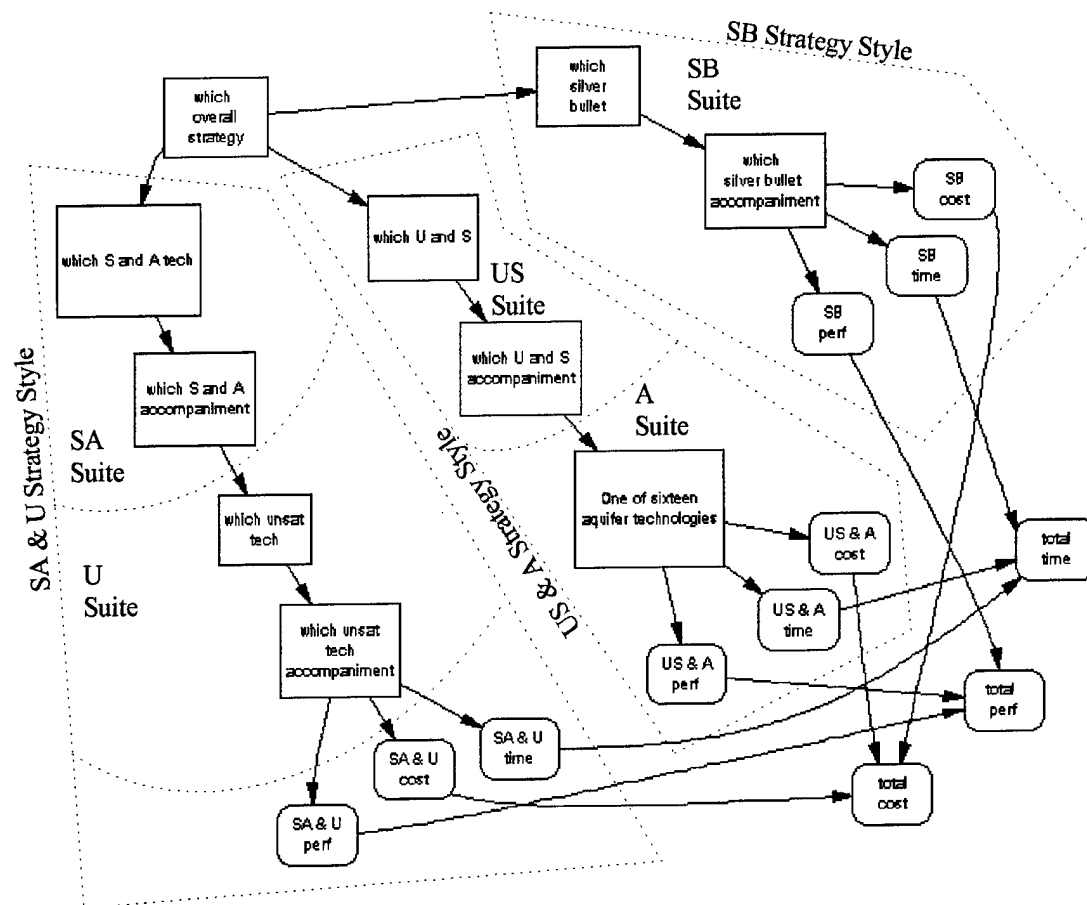 SB Strategy Style
which
overall
strategy
which
silver
bullet
SB
Suite
which
silver bullet
accompaniment
SB
cost
SB
time
SB
perf
which S and A tech
which U and S
US
Suite
which S and A
accompaniment
which U and S
accompaniment
SA & U Strategy Style
SA
Suite
US & A Strategy Style
A
Suite
One of sixteen
aquifer technologies
which unsat
tech
U
Suite
US & A
cost
total
time
US & A
time
which unsat
tech
accompaniment
US & A
perf
total
perf
SA & U
time
SA & U
cost
total
cost
SA & U
perf